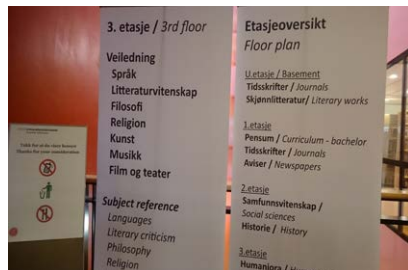 3. etasje / 3rd floor
Veiledning
Språk
Litteraturvitenskap
Filosofi
Religion
Kunst
Musikk
Film og teater
Subject reference
Languages
Literary criticism
Philosophy
Religion
Etasjeoversikt
Floor plan
U.etasje / Basement
Tidsskrifter / Journals
Skjønnlitteratur/ Literary works
1.etasje
Pensum / Curriculum - bachelor
Tidsskrifter / Journals
Aviser / Newspapers
2.etasje
Samfunnsvitenskap /
Social sciences
Historie / History
3.etasje
Humaniora /